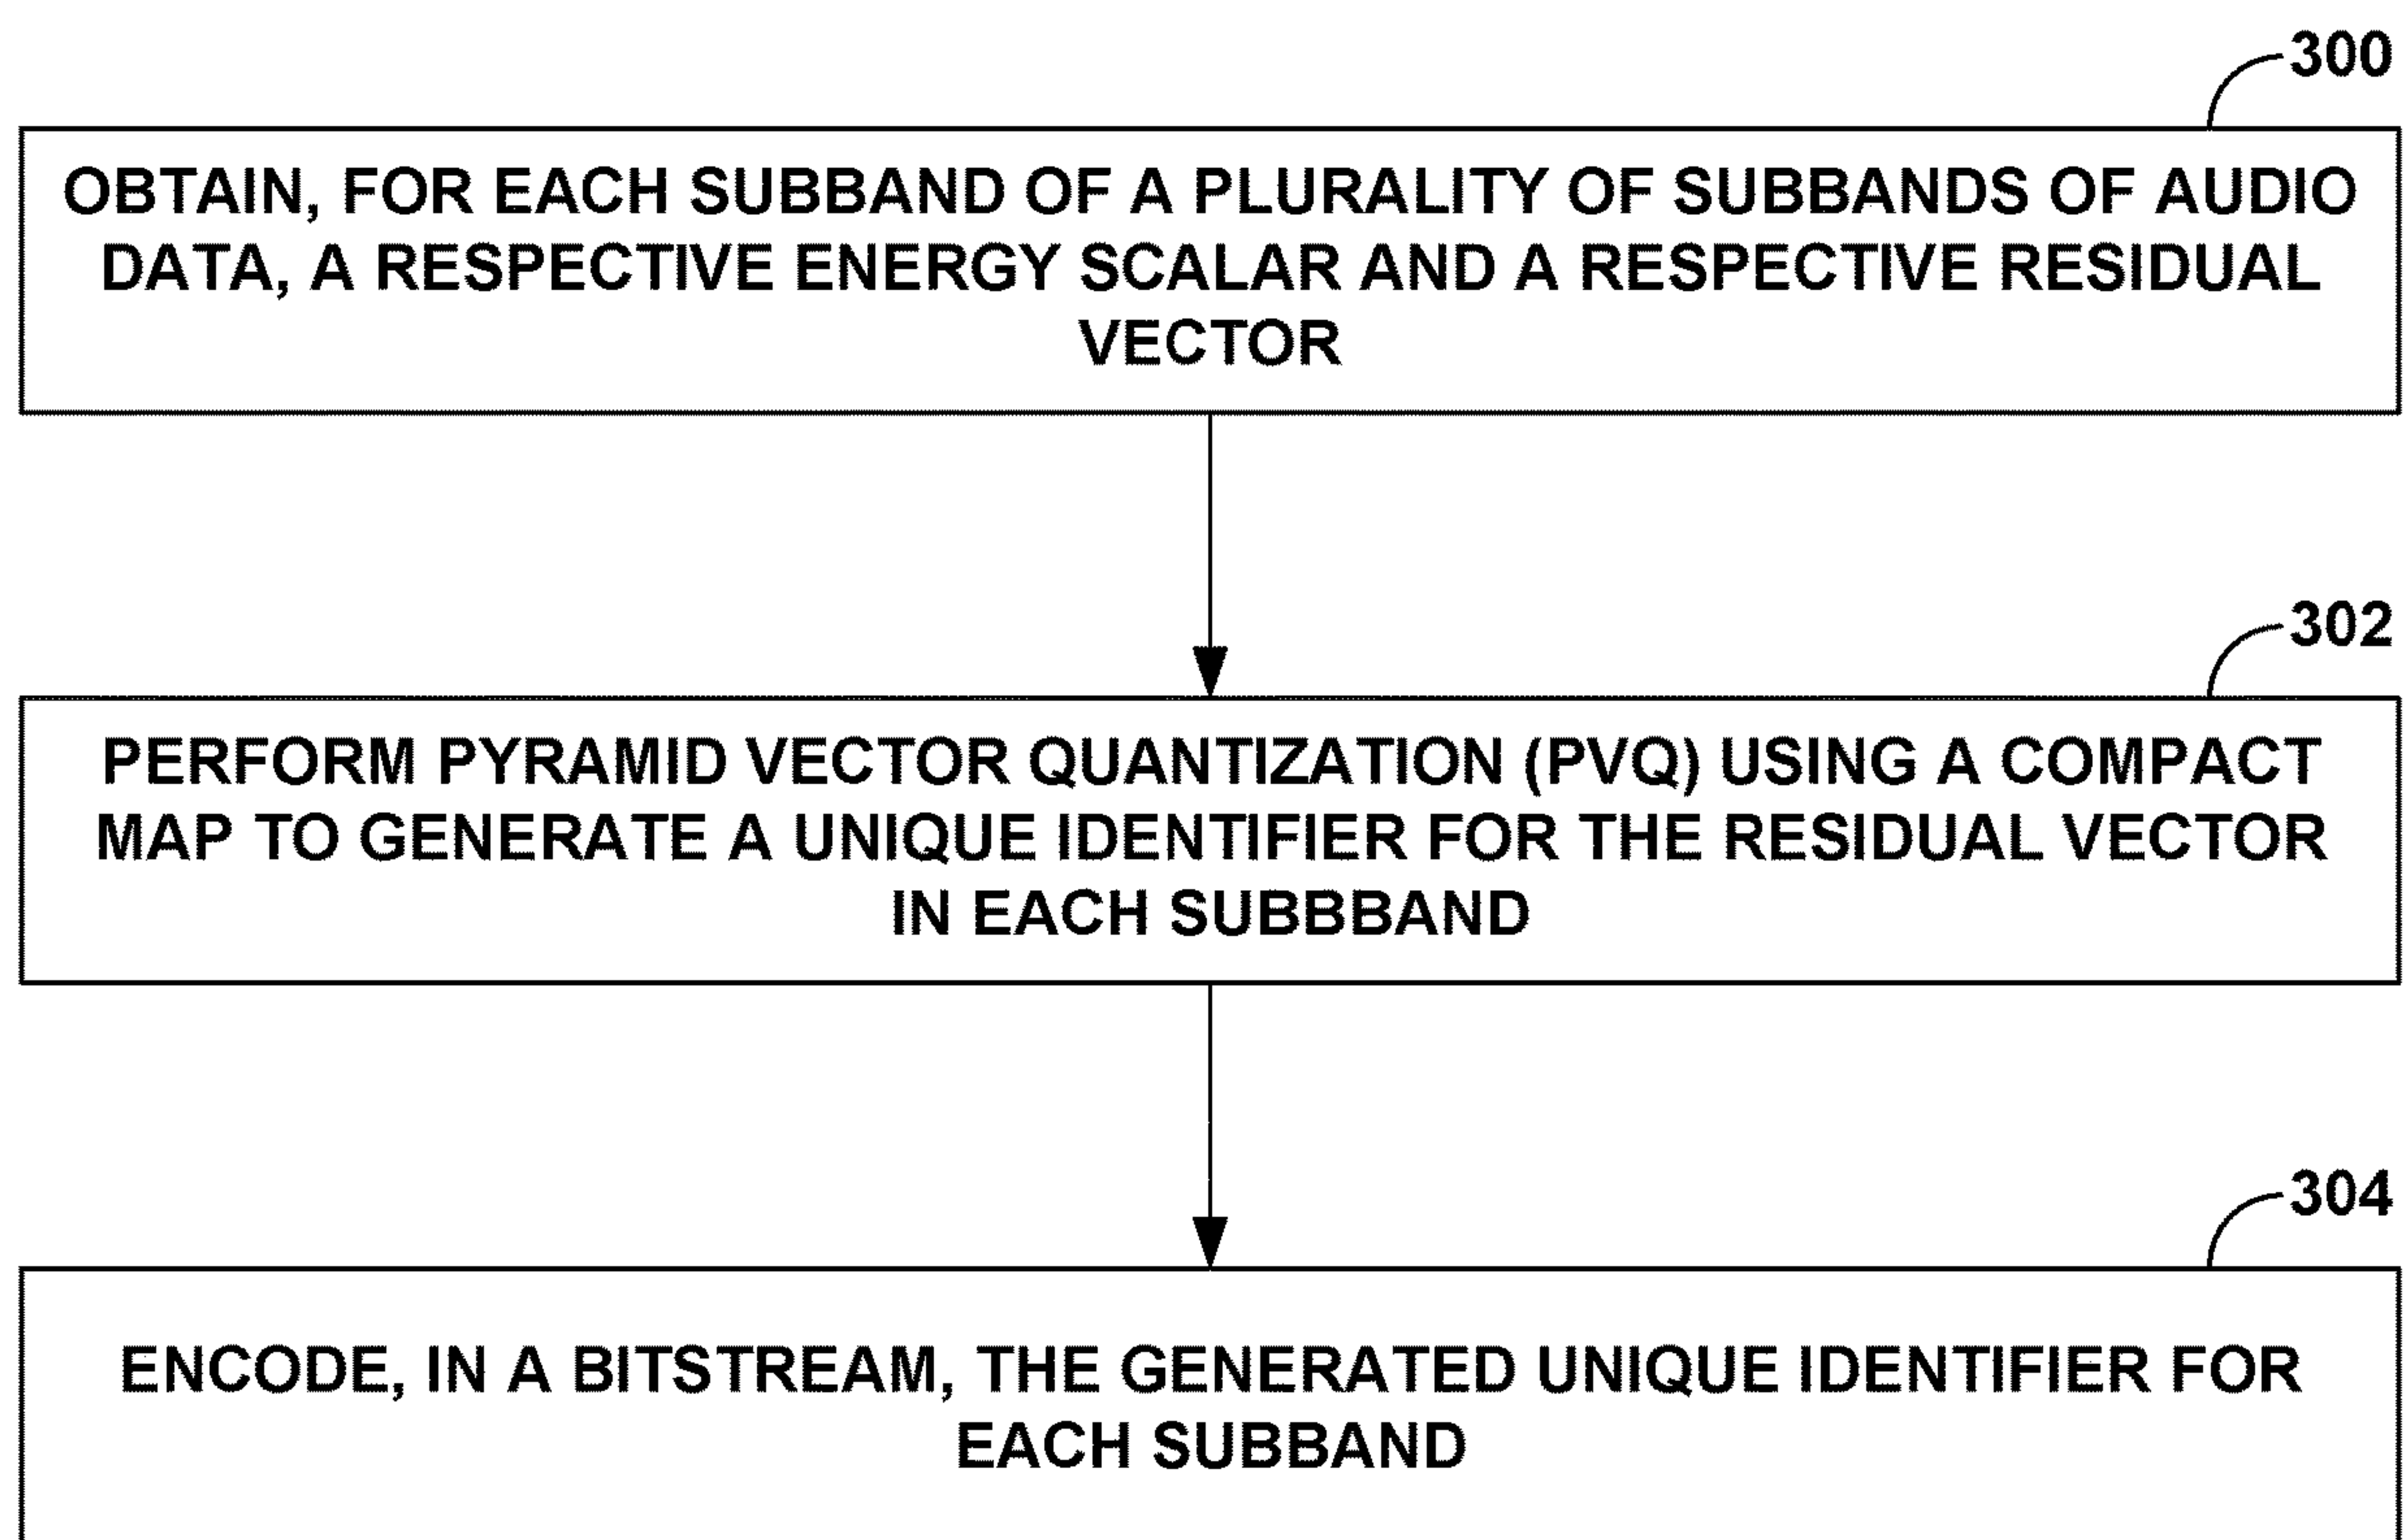 300
OBTAIN, FOR EACH SUBBAND OF A PLURALITY OF SUBBANDS OF AUDIO
DATA, A RESPECTIVE ENERGY SCALAR AND A RESPECTIVE RESIDUAL
VECTOR
302
PERFORM PYRAMID VECTOR QUANTIZATION (PVQ) USING A COMPACT
MAP TO GENERATE A UNIQUE IDENTIFIER FOR THE RESIDUAL VECTOR
IN EACH SUBBBAND
304
ENCODE, IN A BITSTREAM, THE GENERATED UNIQUE IDENTIFIER FOR
EACH SUBBAND